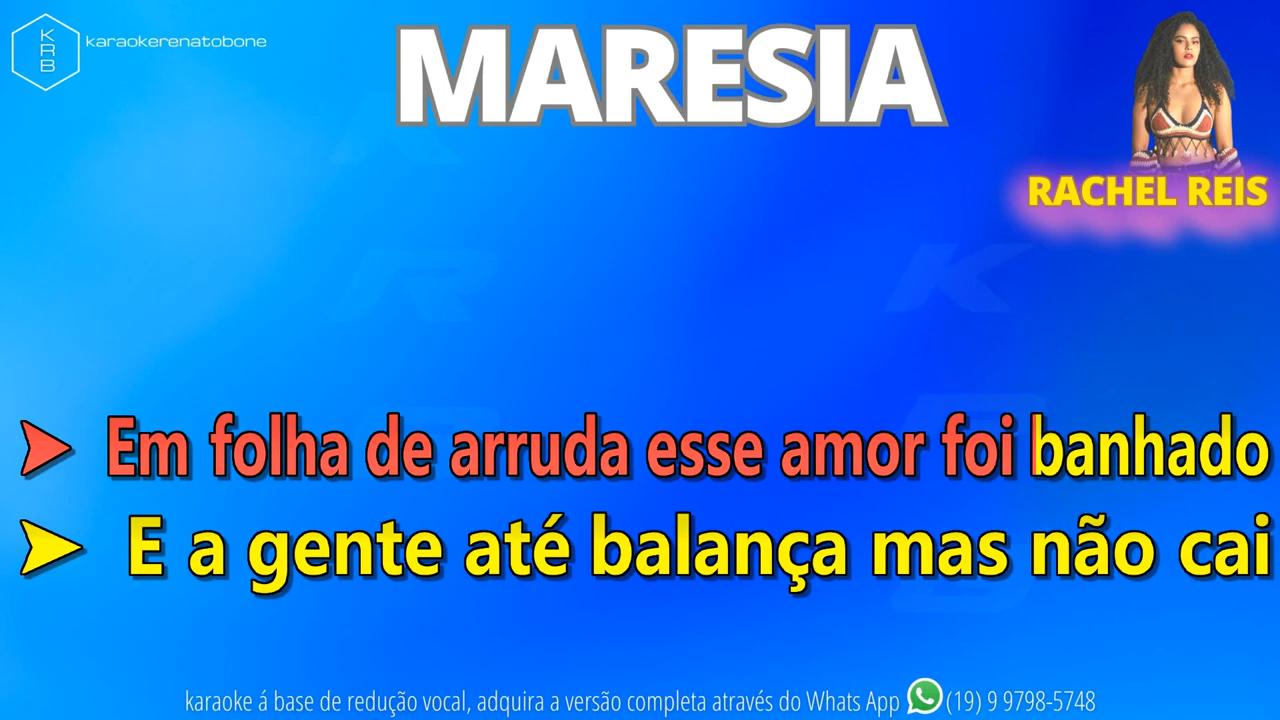 KRB
karaokerenatobone
MARESIA
RACHEL REIS
Em folha de arruda esse amor foi banhado
E a gente até balança mas não cai
karaoke á base de redução vocal, adquira a versão completa através do Whats App (19) 9 9798-5748